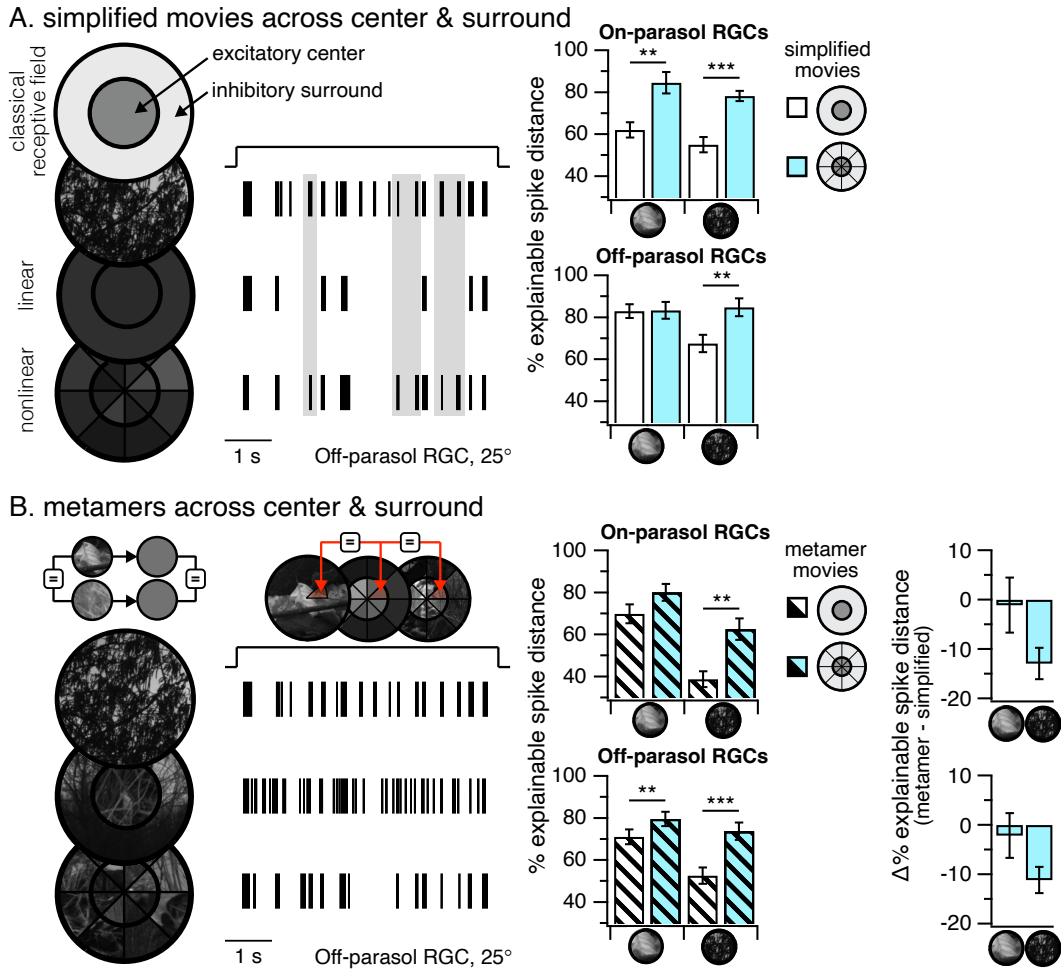 A. simplified movies across center & surround
classical
receptive field
excitatory center
inhibitory surround
linear
nonlinear
1 s
Off-parasol RGC, 25°
On-parasol RGCs
100
80
60
40
**
***
simplified
movies
% explainable spike distance
Off-parasol RGCs
100
80
60
40
**
B. metamers across center & surround
=
=
=
=
1 s
Off-parasol RGC, 25°
On-parasol RGCs
100
80
60
40
**
metamer
movies
% explainable spike distance
Off-parasol RGCs
100
80
60
40
**
***
10
0
-10
-20
Δ% explainable spike distance
(metamer - simplified)
10
0
-10
-20